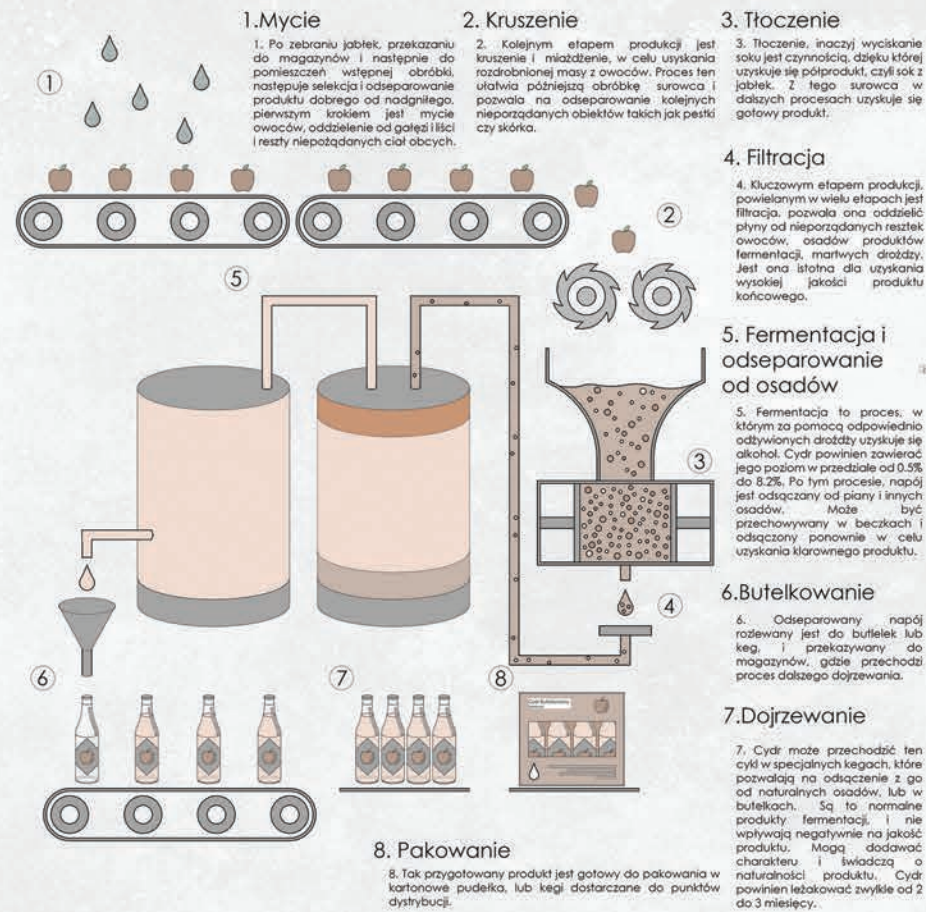 1.Mycie
1. Po zebraniu jabłek, przekazaniu
do magazynów i następnie do
pomieszczeń wstępnej obróbki,
następuje selekcja i odseparowanie
produktu dobrego od nadgniłego.
pierwszym krokiem jest mycie
owoców, oddzielenie od gałęzi i liści
i reszty niepożądanych ciał obcych.
2. Kruszenie
2. Kolejnym etapem produkcji jest
kruszenie i miażdżenie, w celu uzyskania
rozdrobnionej masy z owoców. Proces ten
ułatwia późniejszą obróbkę surowca i
pozwala na odseparowanie kolejnych
nieporządanych obiektów takich jak pestki
czy skórka.
3. Tłoczenie
3. Tłoczenie, inaczej wyciskanie
soku jest czynnością, dzięku której
uzyskuje się półprodukt, czyli sok z
jabłek. Z tego surowca w
dalszych procesach uzyskuje się
gotowy produkt.
4. Filtracja
4. Kluczowym etapem produkcji,
powielanym w wielu etapach jest
filtracja. pozwala ona oddzielić
płyny od nieporządanych resztek
owoców, osadów produktów
fermentacji, martwych drożdży.
Jest ona istotna dla uzyskania
wysokiej jakości produktu
końcowego.
5. Fermentacja i
odseparowanie
od osadów
5. Fermentacja to proces, w
którym za pomocą odpowiednio
odżywionych drożdży uzyskuje się
alkohol. Cydr powinien zawierać
jego poziom w przedziale od 0.5%
do 8.2%. Po tym procesie, napój
jest odsączany od piany i innych
osadów. Może być
przechowywany w beczkach i
odsączony ponownie w celu
uzyskania klarownego produktu.
6.Butelkowanie
6. Odseparowany napój
rozlewany jest do butlelek lub
keg, i przekazywany do
magazynów, gdzie przechodzi
proces dalszego dojrzewania.
7.Dojrzewanie
7. Cydr może przechodzić ten
cykl w specjalnych kegach, które
pozwalają na odsączenie z go
od naturalnych osadów, lub w
butelkach. Są to normalne
produkty fermentacji, i nie
wpływają negatywnie na jakość
produktu. Mogą dodawać
charakteru i świadczą o
naturalności produktu. Cydr
powinien leżakować zwylkle od 2
do 3 miesięcy.
8. Pakowanie
8. Tak przygotowany produkt jest gotowy do pakowania w
kartonowe pudełka, lub kegi dostarczane do punktów
dystrybucji.
1
2
5
3
4
6
7
8